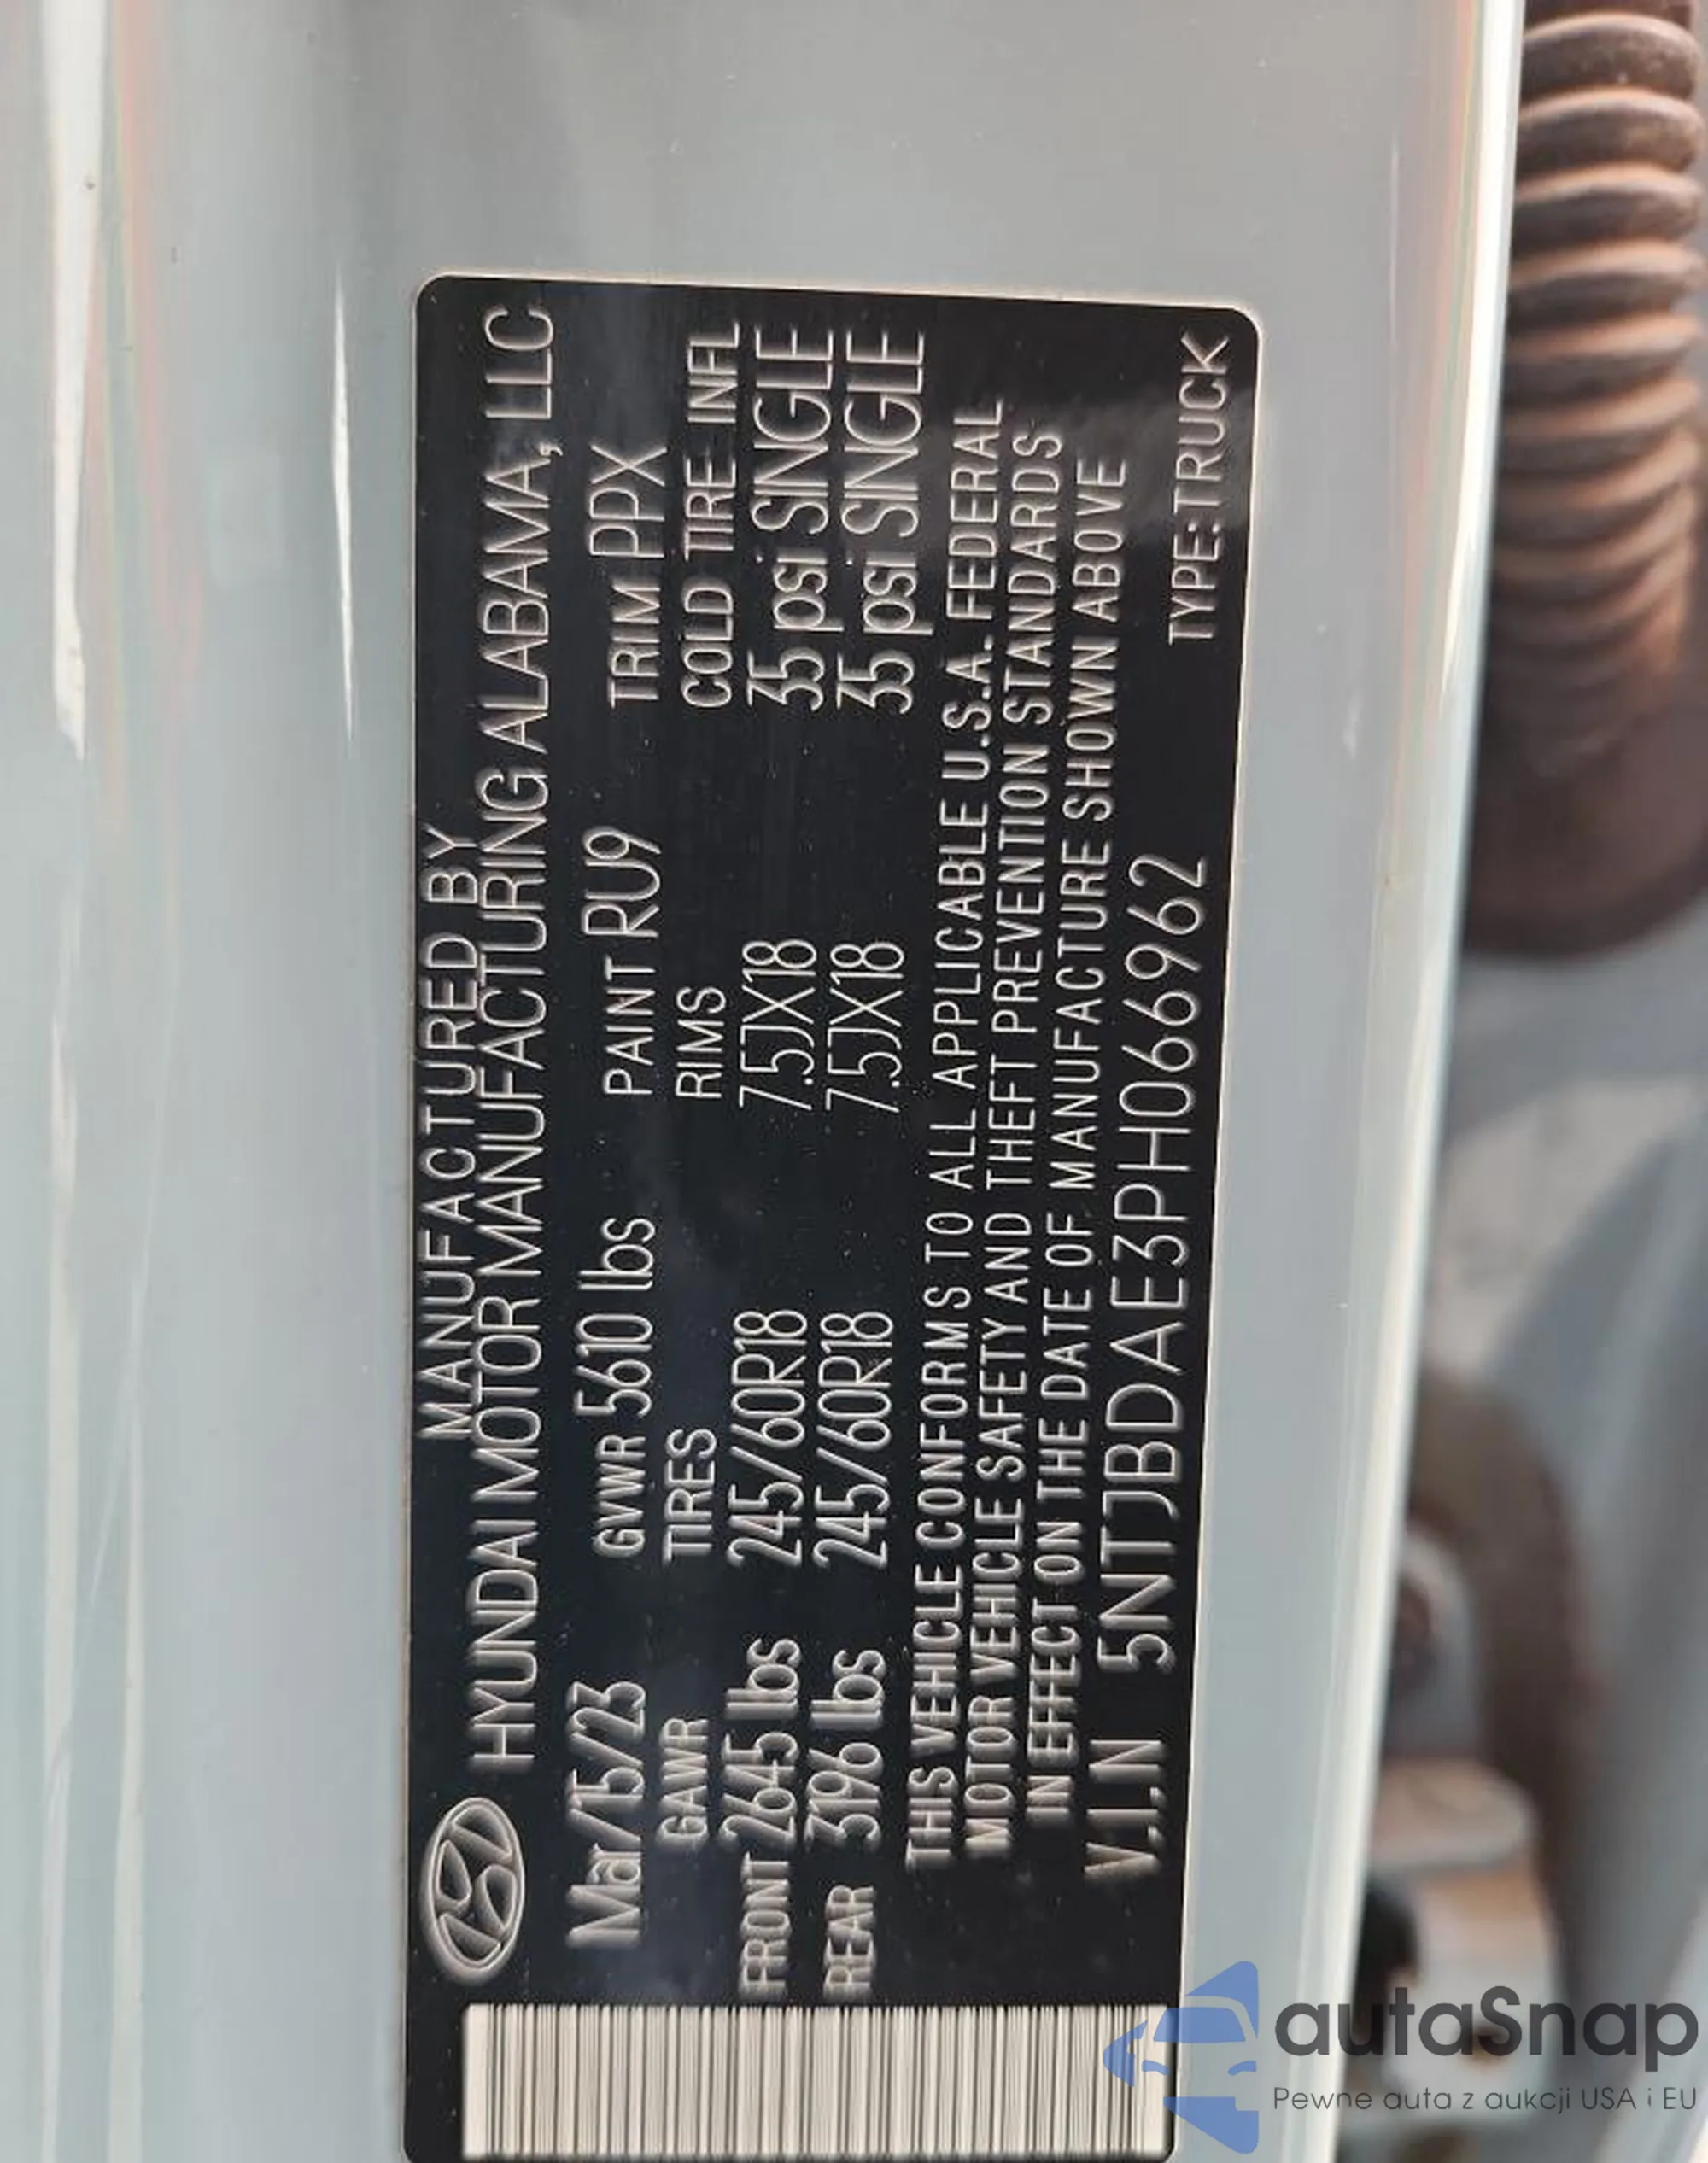 MANUFACTURED BY
HYUNDAI MOTOR MANUFACTURING ALABAMA, LLC
Mar/15/23 GVWR 5610 lbs PAINT RU9 TRIM PPX
GAWR TIRES RIMS COLD TIRE INFL
FRONT 2645 lbs 245/60R18 7.5JX18 35 psi SINGLE
REAR 3196 lbs 245/60R18 7.5JX18 35 psi SINGLE
THIS VEHICLE CONFORMS TO ALL APPLICABLE U.S.A. FEDERAL
MOTOR VEHICLE SAFETY AND THEFT PREVENTION STANDARDS
IN EFFECT ON THE DATE OF MANUFACTURE SHOWN ABOVE
V.I.N 5NTJBDAE3PH066962 TYPE:TRUCK
autaSnap
Pewne auta z aukcji USA i EU